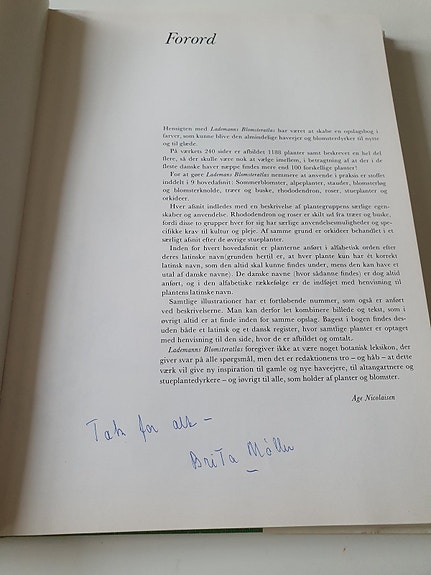 Forord
Hensigten med Lademanns Blomsteratlas har været at skabe en opslagsbog i
farver, som kunne blive den almindelige haveejer og blomsterdyrker til nytte
og til glæde.
På værkets 240 sider er afbildet 1188 planter samt beskrevet en hel del
flere, så der skulle være nok at vælge imellem, i betragtning af at der i de
fleste danske haver næppe findes mere end 100 forskellige planter!
For at gøre Lademanns Blomsteratlas nemmere at anvende i praksis er stoffet
inddelt i 9 hovedafsnit: Sommerblomster, alpeplanter, stauder, blomsterløg
og blomsterknolde, træer og buske, rhododendron, roser, stueplanter og
orkideer.
Hver afsnit indledes med en beskrivelse af plantegruppens særlige egen-
skaber og anvendelse. Rhododendron og roser er skilt ud fra træer og buske,
fordi disse to grupper hver for sig har særlige anvendelsesmuligheder og spe-
cifikke krav til kultur og pleje. Af samme grund er orkideer behandlet i et
særligt afsnit efter de øvrige stueplanter.
Inden for hvert hovedafsnit er planterne anført i alfabetisk orden efter
deres latinske navn (grunden hertil er, at hver plante kun har ét korrekt
latinsk navn, som den altid skal kunne findes under, mens den kan have et
utal af danske navne). De danske navne (hvor sådanne findes) er dog altid
anført, og i den alfabetiske rækkefølge er de indføjet med henvisning til
plantens latinske navn.
Samtlige illustrationer har et fortløbende nummer, som også er anført
ved beskrivelserne. Man kan derfor let kombinere billede og tekst, som i
øvrigt altid er at finde inden for samme opslag. Bagest i bogen findes des-
uden både et latinsk og et dansk register, hvor samtlige planter er optaget
med henvisning til den side, hvor de er afbildet og omtalt.
Lademanns Blomsteratlas foregiver ikke at være noget botanisk leksikon, der
giver svar på alle spørgsmål, men det er redaktionens tro – og håb – at dette
værk vil give ny inspiration til gamle og nye haveejere, til altangartnere og
stueplantedyrkere – og iøvrigt til alle, som holder af planter og blomster.
Åge Nicolaisen
Tak for alt –
Brita Möller